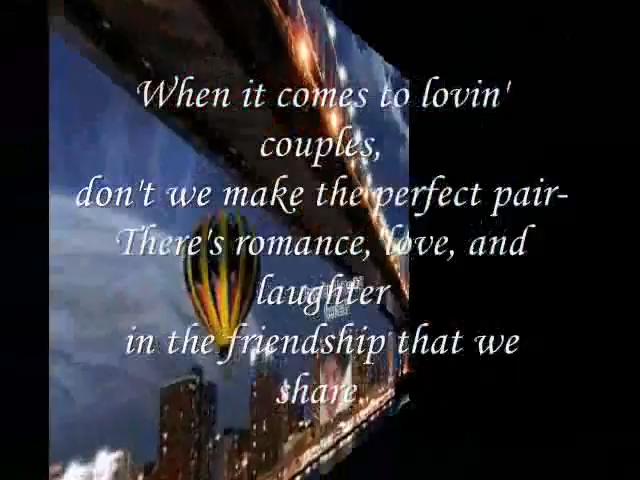 When it comes to lovin'
couples,
don't we make the perfect pair-
There's romance, love, and
laughter
in the friendship that we
share.